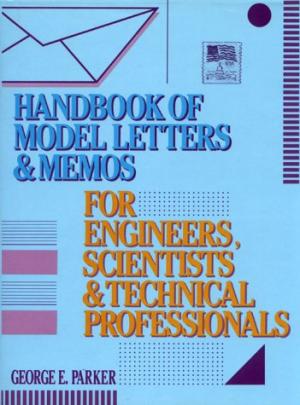 HANDBOOK OF
MODEL LETTERS
& MEMOS
FOR
ENGINEERS,
SCIENTISTS
& TECHNICAL
PROFESSIONALS
GEORGE E. PARKER